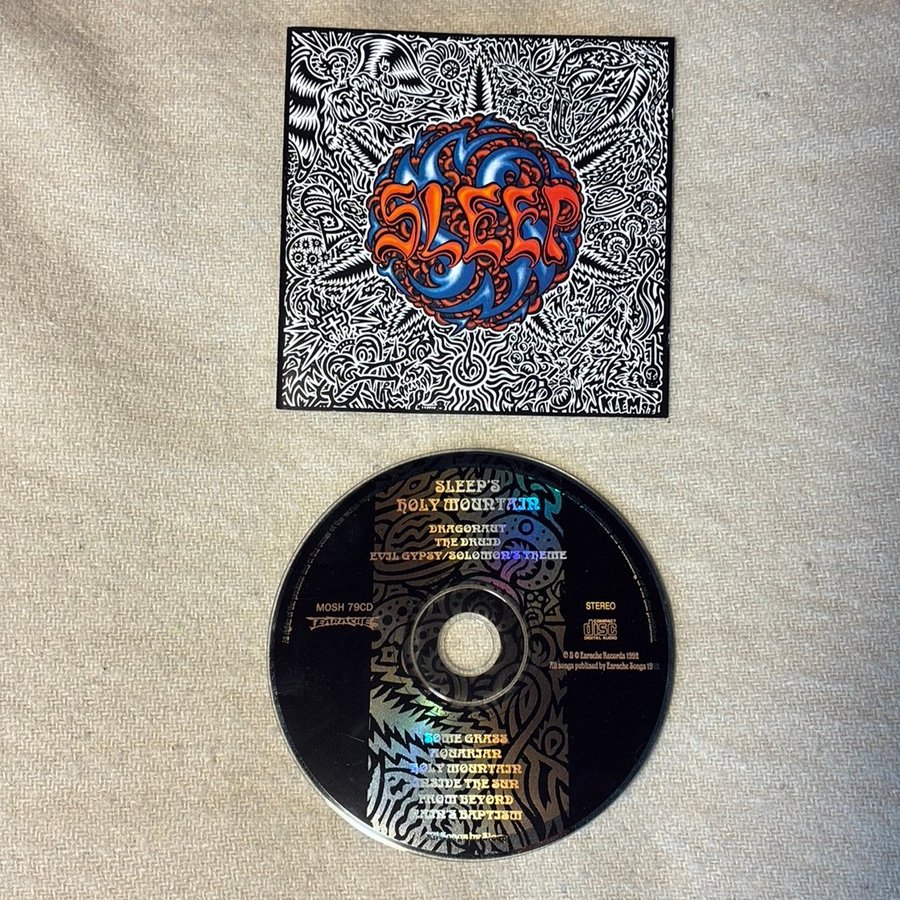 SLEEP
KLEM
SLEEP'S
HOLY MOUNTAIN
DRAGONAUT
THE DRUID
EVIL GYPSY/SOLOMON'S THEME
MOSH 79CD
EARACHE
STEREO
COMPACT
disc
DIGITAL AUDIO
℗ & © Earache Records 1992
All songs published by Earache Songs
SOME GRASS
AQUARIAN
HOLY MOUNTAIN
INSIDE THE SUN
FROM BEYOND
NAIN'S BAPTISM